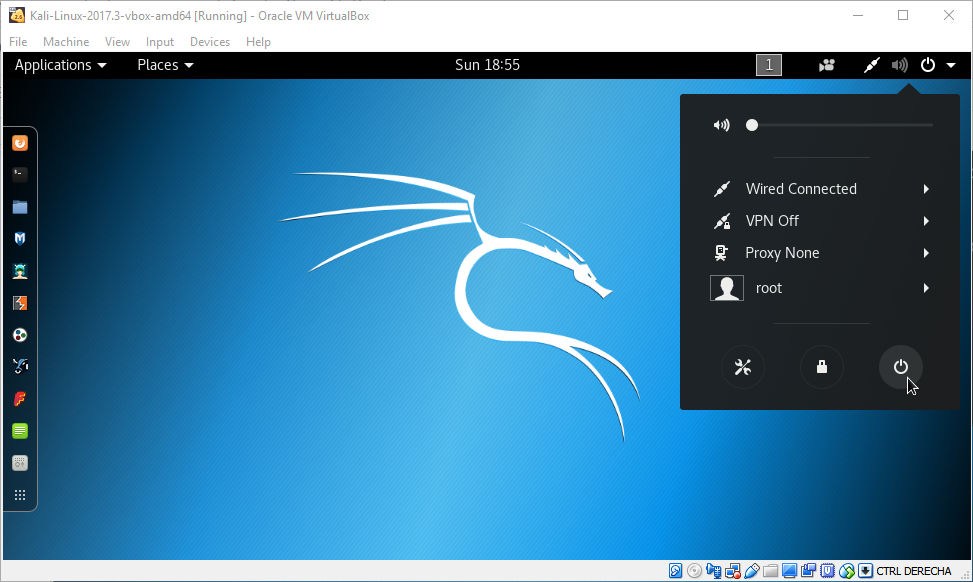 Kali-Linux-2017.3-vbox-amd64 [Running] - Oracle VM VirtualBox
File Machine View Input Devices Help
Applications Places Sun 18:55 1
Wired Connected
VPN Off
Proxy None
root
CTRL DERECHA